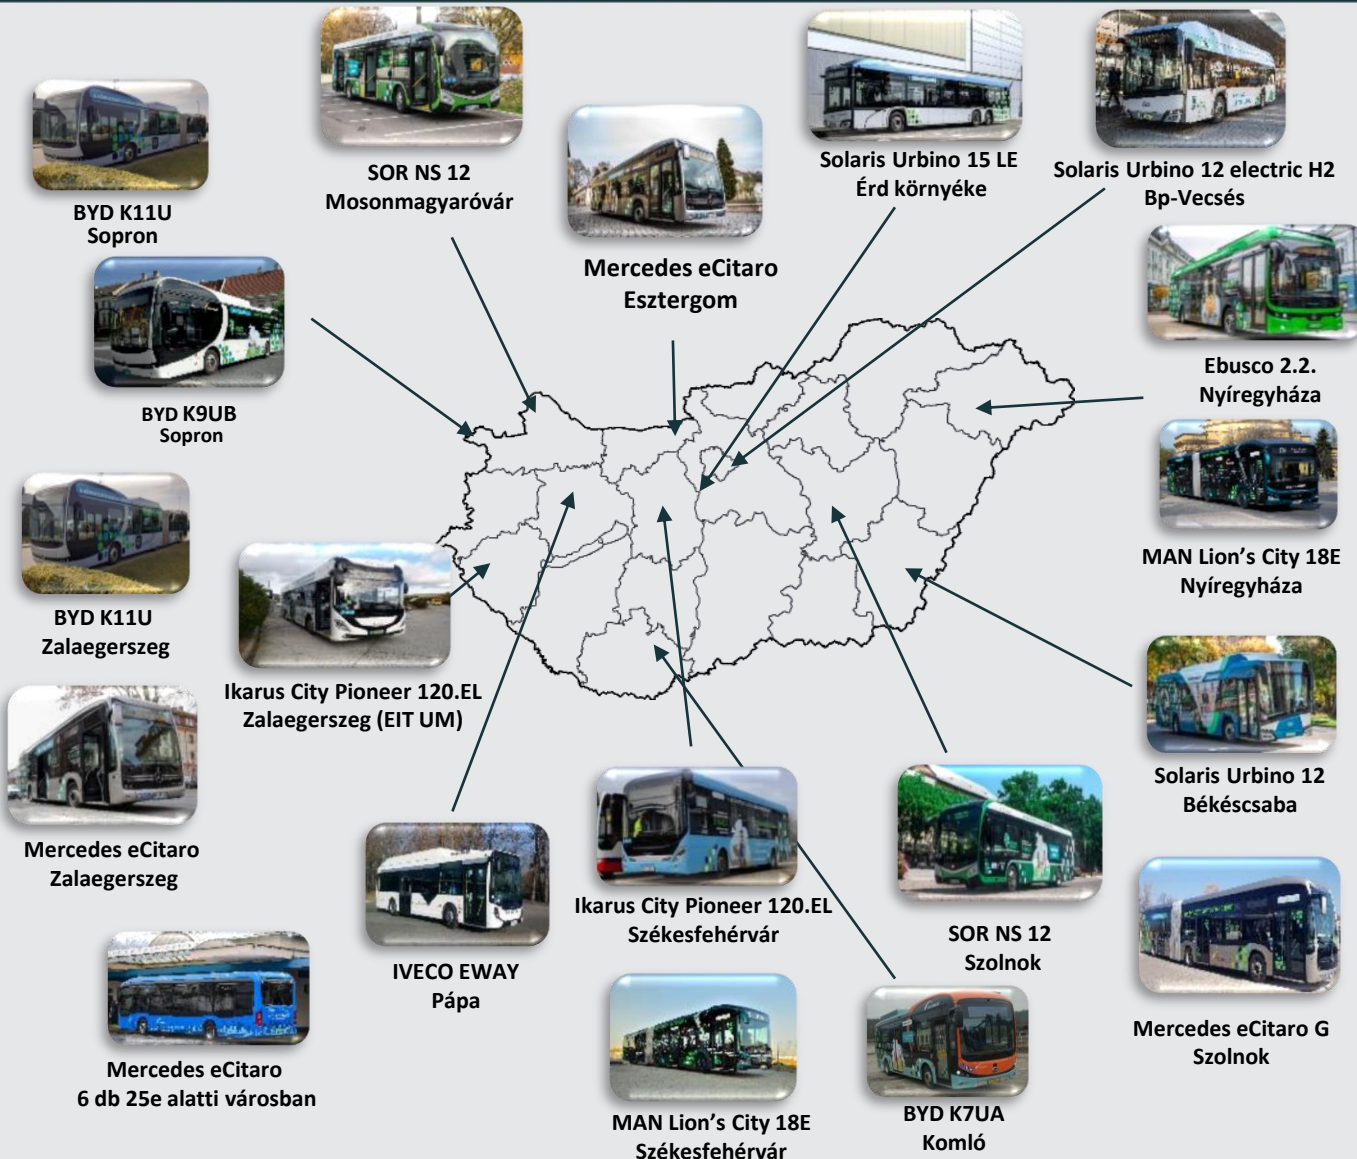 BYD K11U
Sopron
SOR NS 12
Mosonmagyaróvár
Mercedes eCitaro
Esztergom
Solaris Urbino 15 LE
Érd környéke
Solaris Urbino 12 electric H2
Bp-Vecsés
BYD K9UB
Sopron
Ebusco 2.2.
Nyíregyháza
MAN Lion’s City 18E
Nyíregyháza
BYD K11U
Zalaegerszeg
Ikarus City Pioneer 120.EL
Zalaegerszeg (EIT UM)
Solaris Urbino 12
Békéscsaba
Mercedes eCitaro
Zalaegerszeg
IVECO EWAY
Pápa
Ikarus City Pioneer 120.EL
Székesfehérvár
SOR NS 12
Szolnok
Mercedes eCitaro G
Szolnok
Mercedes eCitaro
6 db 25e alatti városban
MAN Lion’s City 18E
Székesfehérvár
BYD K7UA
Komló